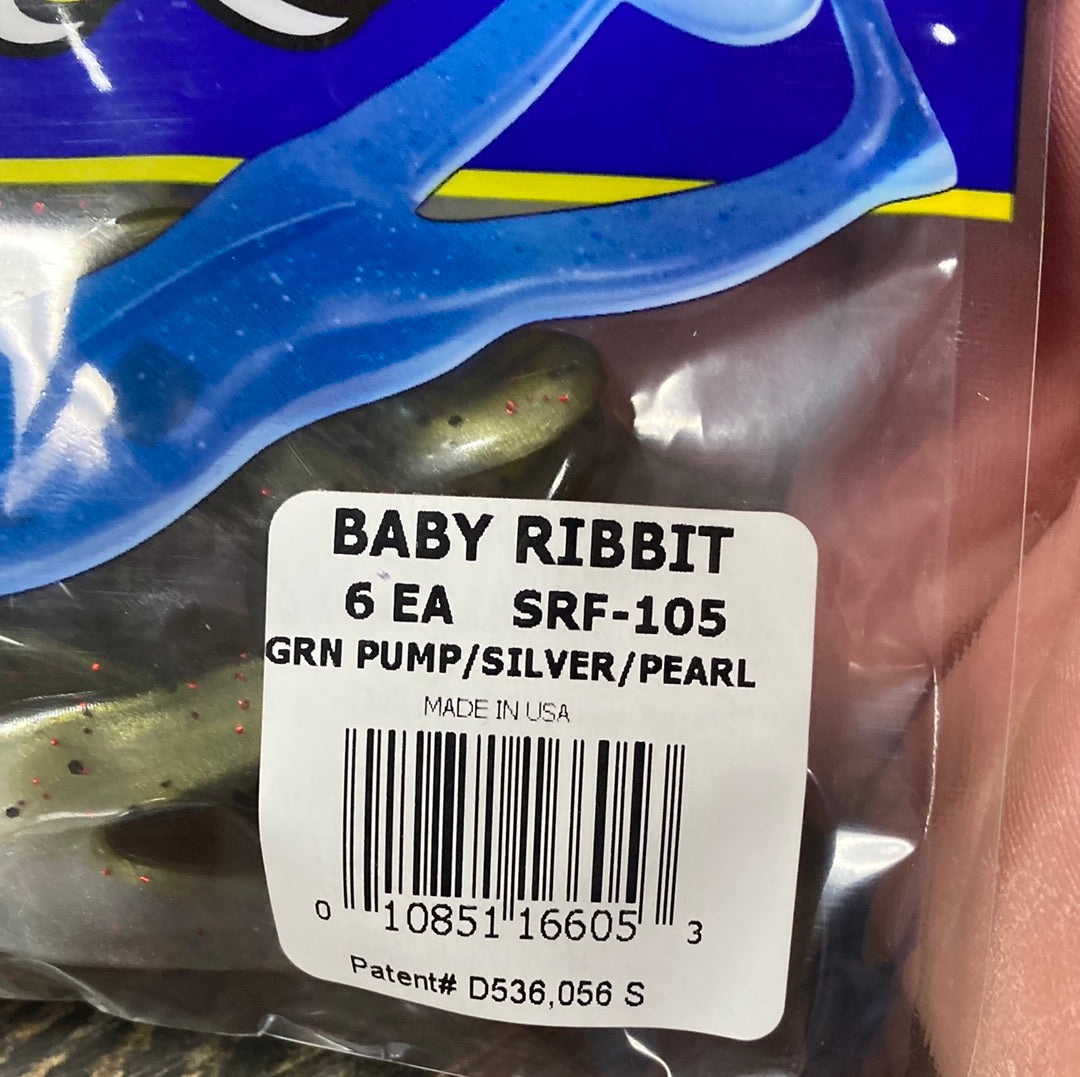 BABY RIBBIT
6 EA SRF-105
GRN PUMP/SILVER/PEARL
MADE IN USA
0 10851 16605 3
Patent# D536,056 S